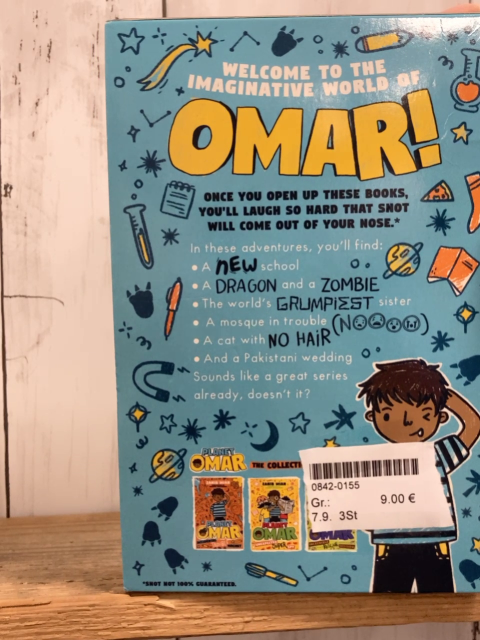 WELCOME TO THE
IMAGINATIVE WORLD OF
OMAR!
ONCE YOU OPEN UP THESE BOOKS,
YOU'LL LAUGH SO HARD THAT SNOT
WILL COME OUT OF YOUR NOSE.*
In these adventures, you'll find:
• A NEW school
• A DRAGON and a ZOMBIE
• The world's GRUMPIEST sister
• A mosque in trouble (NOOOOO)
• A cat with NO HAIR
• And a Pakistani wedding
Sounds like a great series
already, doesn't it?
PLANET
OMAR THE COLLECTI
0842-0155
Gr.: 9.00 €
7.9. 3St
PLANET
OMAR
PLANET
OMAR
OMAR
*SNOT NOT 100% GUARANTEED.